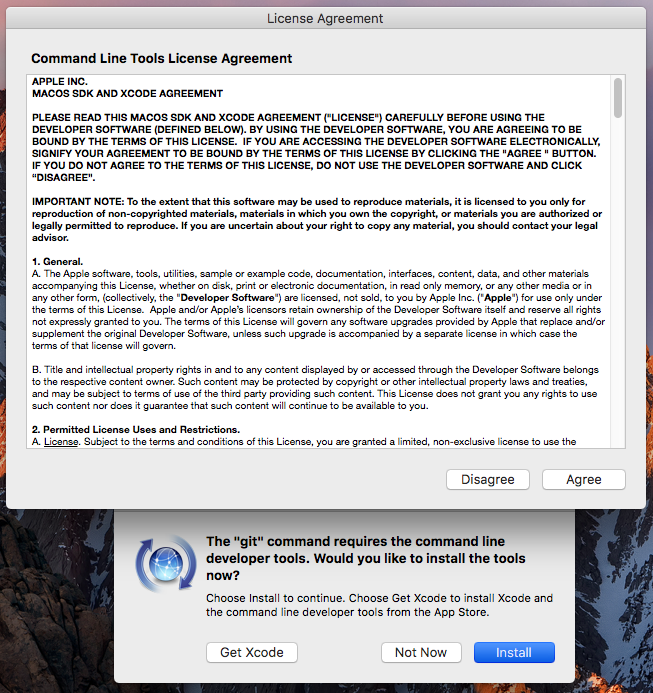 License Agreement
Command Line Tools License Agreement
APPLE INC.
MACOS SDK AND XCODE AGREEMENT
PLEASE READ THIS MACOS SDK AND XCODE AGREEMENT ("LICENSE") CAREFULLY BEFORE USING THE
DEVELOPER SOFTWARE (DEFINED BELOW). BY USING THE DEVELOPER SOFTWARE, YOU ARE AGREEING TO BE
BOUND BY THE TERMS OF THIS LICENSE.  IF YOU ARE ACCESSING THE DEVELOPER SOFTWARE ELECTRONICALLY,
SIGNIFY YOUR AGREEMENT TO BE BOUND BY THE TERMS OF THIS LICENSE BY CLICKING THE "AGREE " BUTTON.
IF YOU DO NOT AGREE TO THE TERMS OF THIS LICENSE, DO NOT USE THE DEVELOPER SOFTWARE AND CLICK
“DISAGREE".
IMPORTANT NOTE: To the extent that this software may be used to reproduce materials, it is licensed to you only for
reproduction of non-copyrighted materials, materials in which you own the copyright, or materials you are authorized or
legally permitted to reproduce. If you are uncertain about your right to copy any material, you should contact your legal
advisor.
1. General.
A. The Apple software, tools, utilities, sample or example code, documentation, interfaces, content, data, and other materials
accompanying this License, whether on disk, print or electronic documentation, in read only memory, or any other media or in
any other form, (collectively, the "Developer Software") are licensed, not sold, to you by Apple Inc. ("Apple") for use only under
the terms of this License.  Apple and/or Apple's licensors retain ownership of the Developer Software itself and reserve all rights
not expressly granted to you. The terms of this License will govern any software upgrades provided by Apple that replace and/or
supplement the original Developer Software, unless such upgrade is accompanied by a separate license in which case the
terms of that license will govern.
B. Title and intellectual property rights in and to any content displayed by or accessed through the Developer Software belongs
to the respective content owner. Such content may be protected by copyright or other intellectual property laws and treaties,
and may be subject to terms of use of the third party providing such content. This License does not grant you any rights to use
such content nor does it guarantee that such content will continue to be available to you.
2. Permitted License Uses and Restrictions.
A. License. Subject to the terms and conditions of this License, you are granted a limited, non-exclusive license to use the
Disagree
Agree
The "git" command requires the command line
developer tools. Would you like to install the tools
now?
Choose Install to continue. Choose Get Xcode to install Xcode and
the command line developer tools from the App Store.
Get Xcode
Not Now
Install